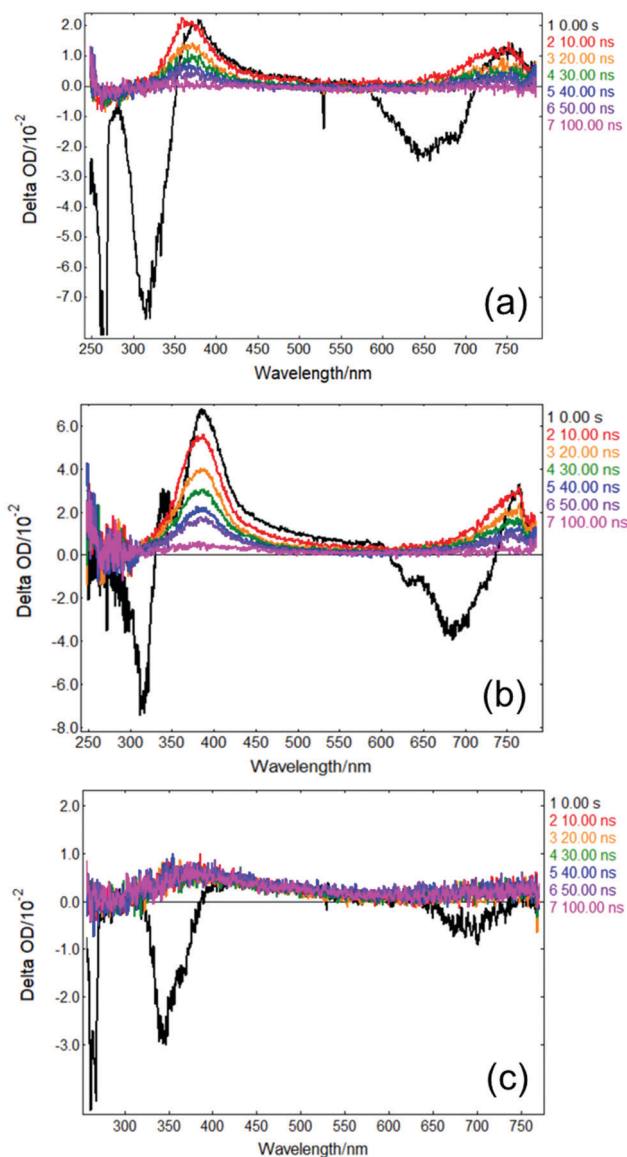 2.0
1.0
0.0
-1.0
-2.0
-3.0
-4.0
-5.0
-6.0
-7.0
Delta OD/10-2
250 300 350 400 450 500 550 600 650 700 750
Wavelength/nm
1 0.00 s
2 10.00 ns
3 20.00 ns
4 30.00 ns
5 40.00 ns
6 50.00 ns
7 100.00 ns
(a)
6.0
4.0
2.0
0.0
-2.0
-4.0
-6.0
-8.0
Delta OD/10-2
250 300 350 400 450 500 550 600 650 700 750
Wavelength/nm
1 0.00 s
2 10.00 ns
3 20.00 ns
4 30.00 ns
5 40.00 ns
6 50.00 ns
7 100.00 ns
(b)
2.0
1.0
0.0
-1.0
-2.0
-3.0
Delta OD/10-2
300 350 400 450 500 550 600 650 700 750
Wavelength/nm
1 0.00 s
2 10.00 ns
3 20.00 ns
4 30.00 ns
5 40.00 ns
6 50.00 ns
7 100.00 ns
(c)